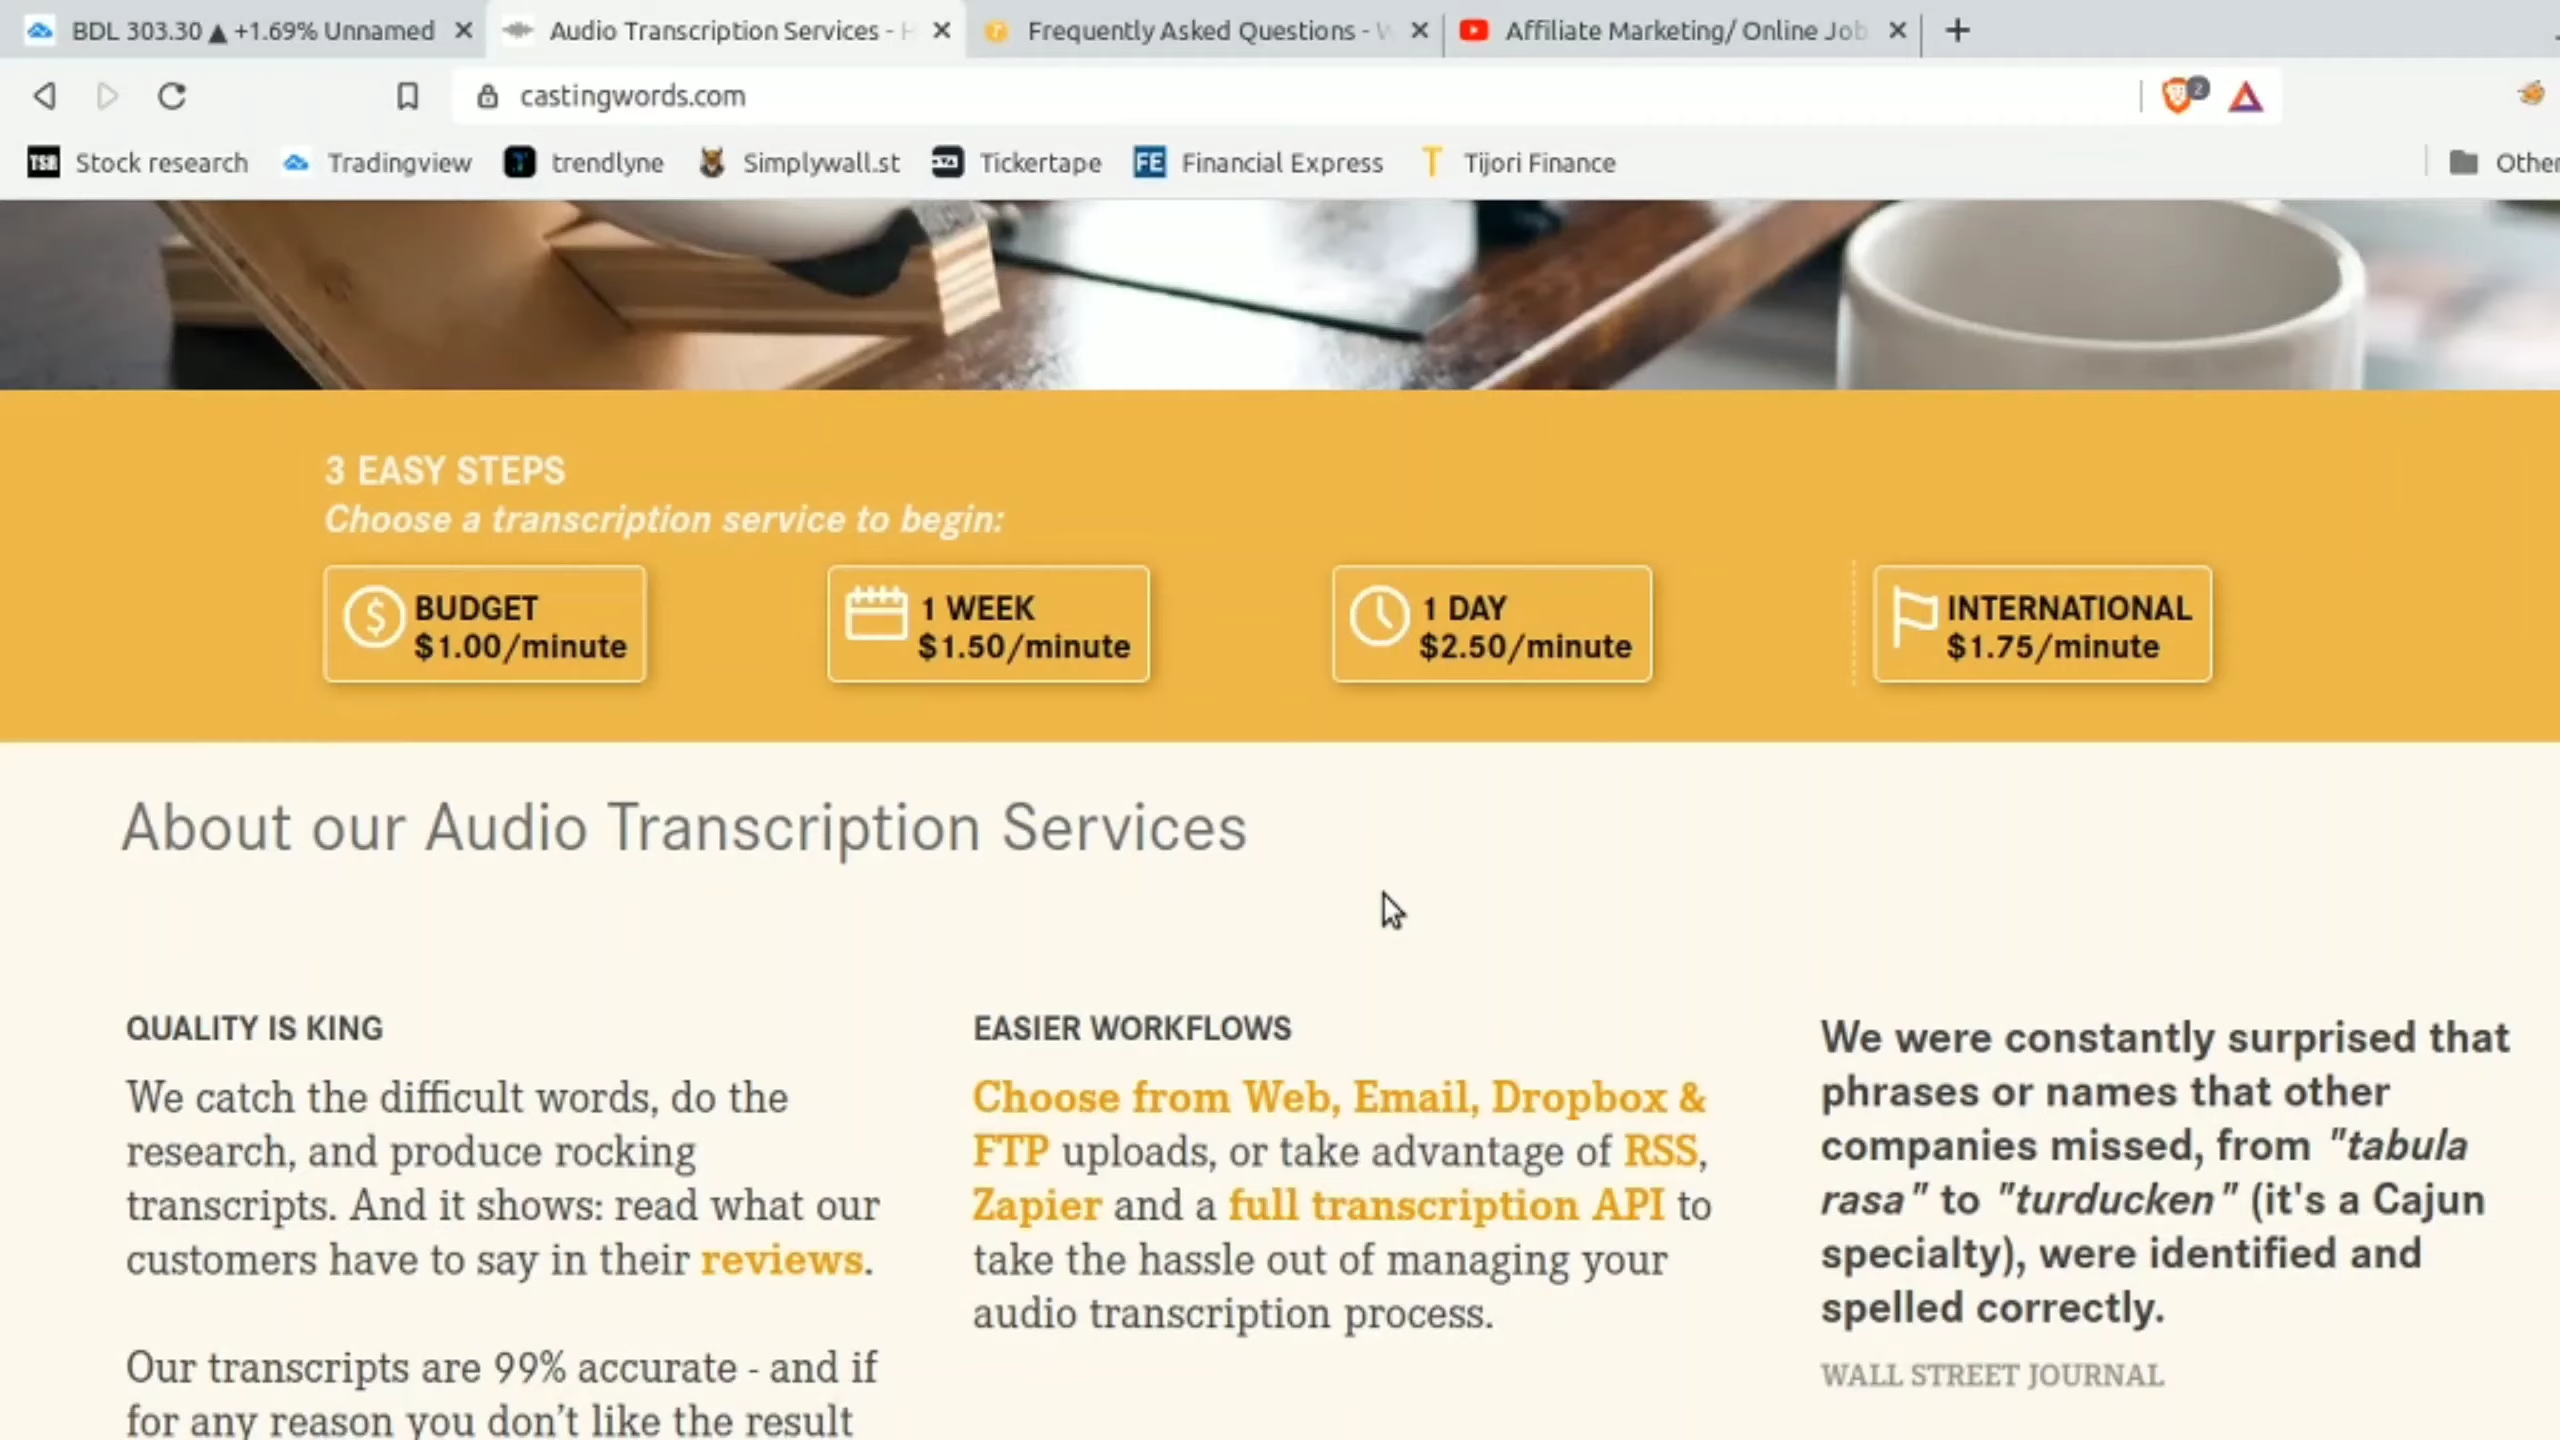 BDL 303.30 ▲ +1.69% Unnamed
Audio Transcription Services -
Frequently Asked Questions -
Affiliate Marketing/ Online Job
castingwords.com
2
TSR Stock research
Tradingview
trendlyne
Simplywall.st
Tickertape
FE Financial Express
T Tijori Finance
Other
3 EASY STEPS
Choose a transcription service to begin:
$ BUDGET
$1.00/minute
1 WEEK
$1.50/minute
1 DAY
$2.50/minute
INTERNATIONAL
$1.75/minute
About our Audio Transcription Services
QUALITY IS KING
We catch the difficult words, do the
research, and produce rocking
transcripts. And it shows: read what our
customers have to say in their reviews.
Our transcripts are 99% accurate - and if
for any reason you don't like the result
EASIER WORKFLOWS
Choose from Web, Email, Dropbox &
FTP uploads, or take advantage of RSS,
Zapier and a full transcription API to
take the hassle out of managing your
audio transcription process.
We were constantly surprised that
phrases or names that other
companies missed, from "tabula
rasa" to "turducken" (it's a Cajun
specialty), were identified and
spelled correctly.
WALL STREET JOURNAL